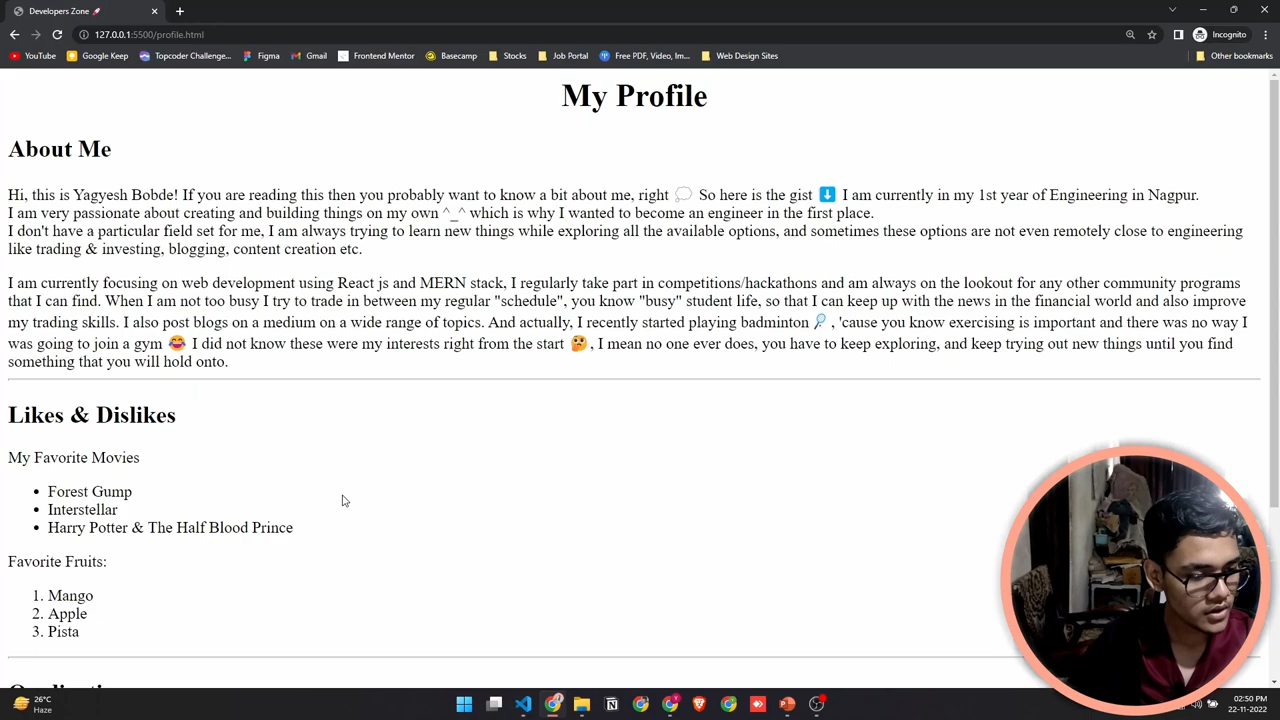 Developers Zone 🚀
127.0.0.1:5500/profile.html
Incognito
YouTube
Google Keep
Topcoder Challenge...
Figma
Gmail
Frontend Mentor
Basecamp
Stocks
Job Portal
Free PDF, Video, Im...
Web Design Sites
Other bookmarks
My Profile
About Me
Hi, this is Yagyesh Bobde! If you are reading this then you probably want to know a bit about me, right 💭 So here is the gist ⬇️ I am currently in my 1st year of Engineering in Nagpur.
I am very passionate about creating and building things on my own ^_^ which is why I wanted to become an engineer in the first place.
I don't have a particular field set for me, I am always trying to learn new things while exploring all the available options, and sometimes these options are not even remotely close to engineering
like trading & investing, blogging, content creation etc.
I am currently focusing on web development using React js and MERN stack, I regularly take part in competitions/hackathons and am always on the lookout for any other community programs
that I can find. When I am not too busy I try to trade in between my regular "schedule", you know "busy" student life, so that I can keep up with the news in the financial world and also improve
my trading skills. I also post blogs on a medium on a wide range of topics. And actually, I recently started playing badminton 🏸, 'cause you know exercising is important and there was no way I
was going to join a gym 😂 I did not know these were my interests right from the start 🤔, I mean no one ever does, you have to keep exploring, and keep trying out new things until you find
something that you will hold onto.
Likes & Dislikes
My Favorite Movies
• Forest Gump
• Interstellar
• Harry Potter & The Half Blood Prince
Favorite Fruits:
1. Mango
2. Apple
3. Pista
26°C
Haze
02:50 PM
22-11-2022